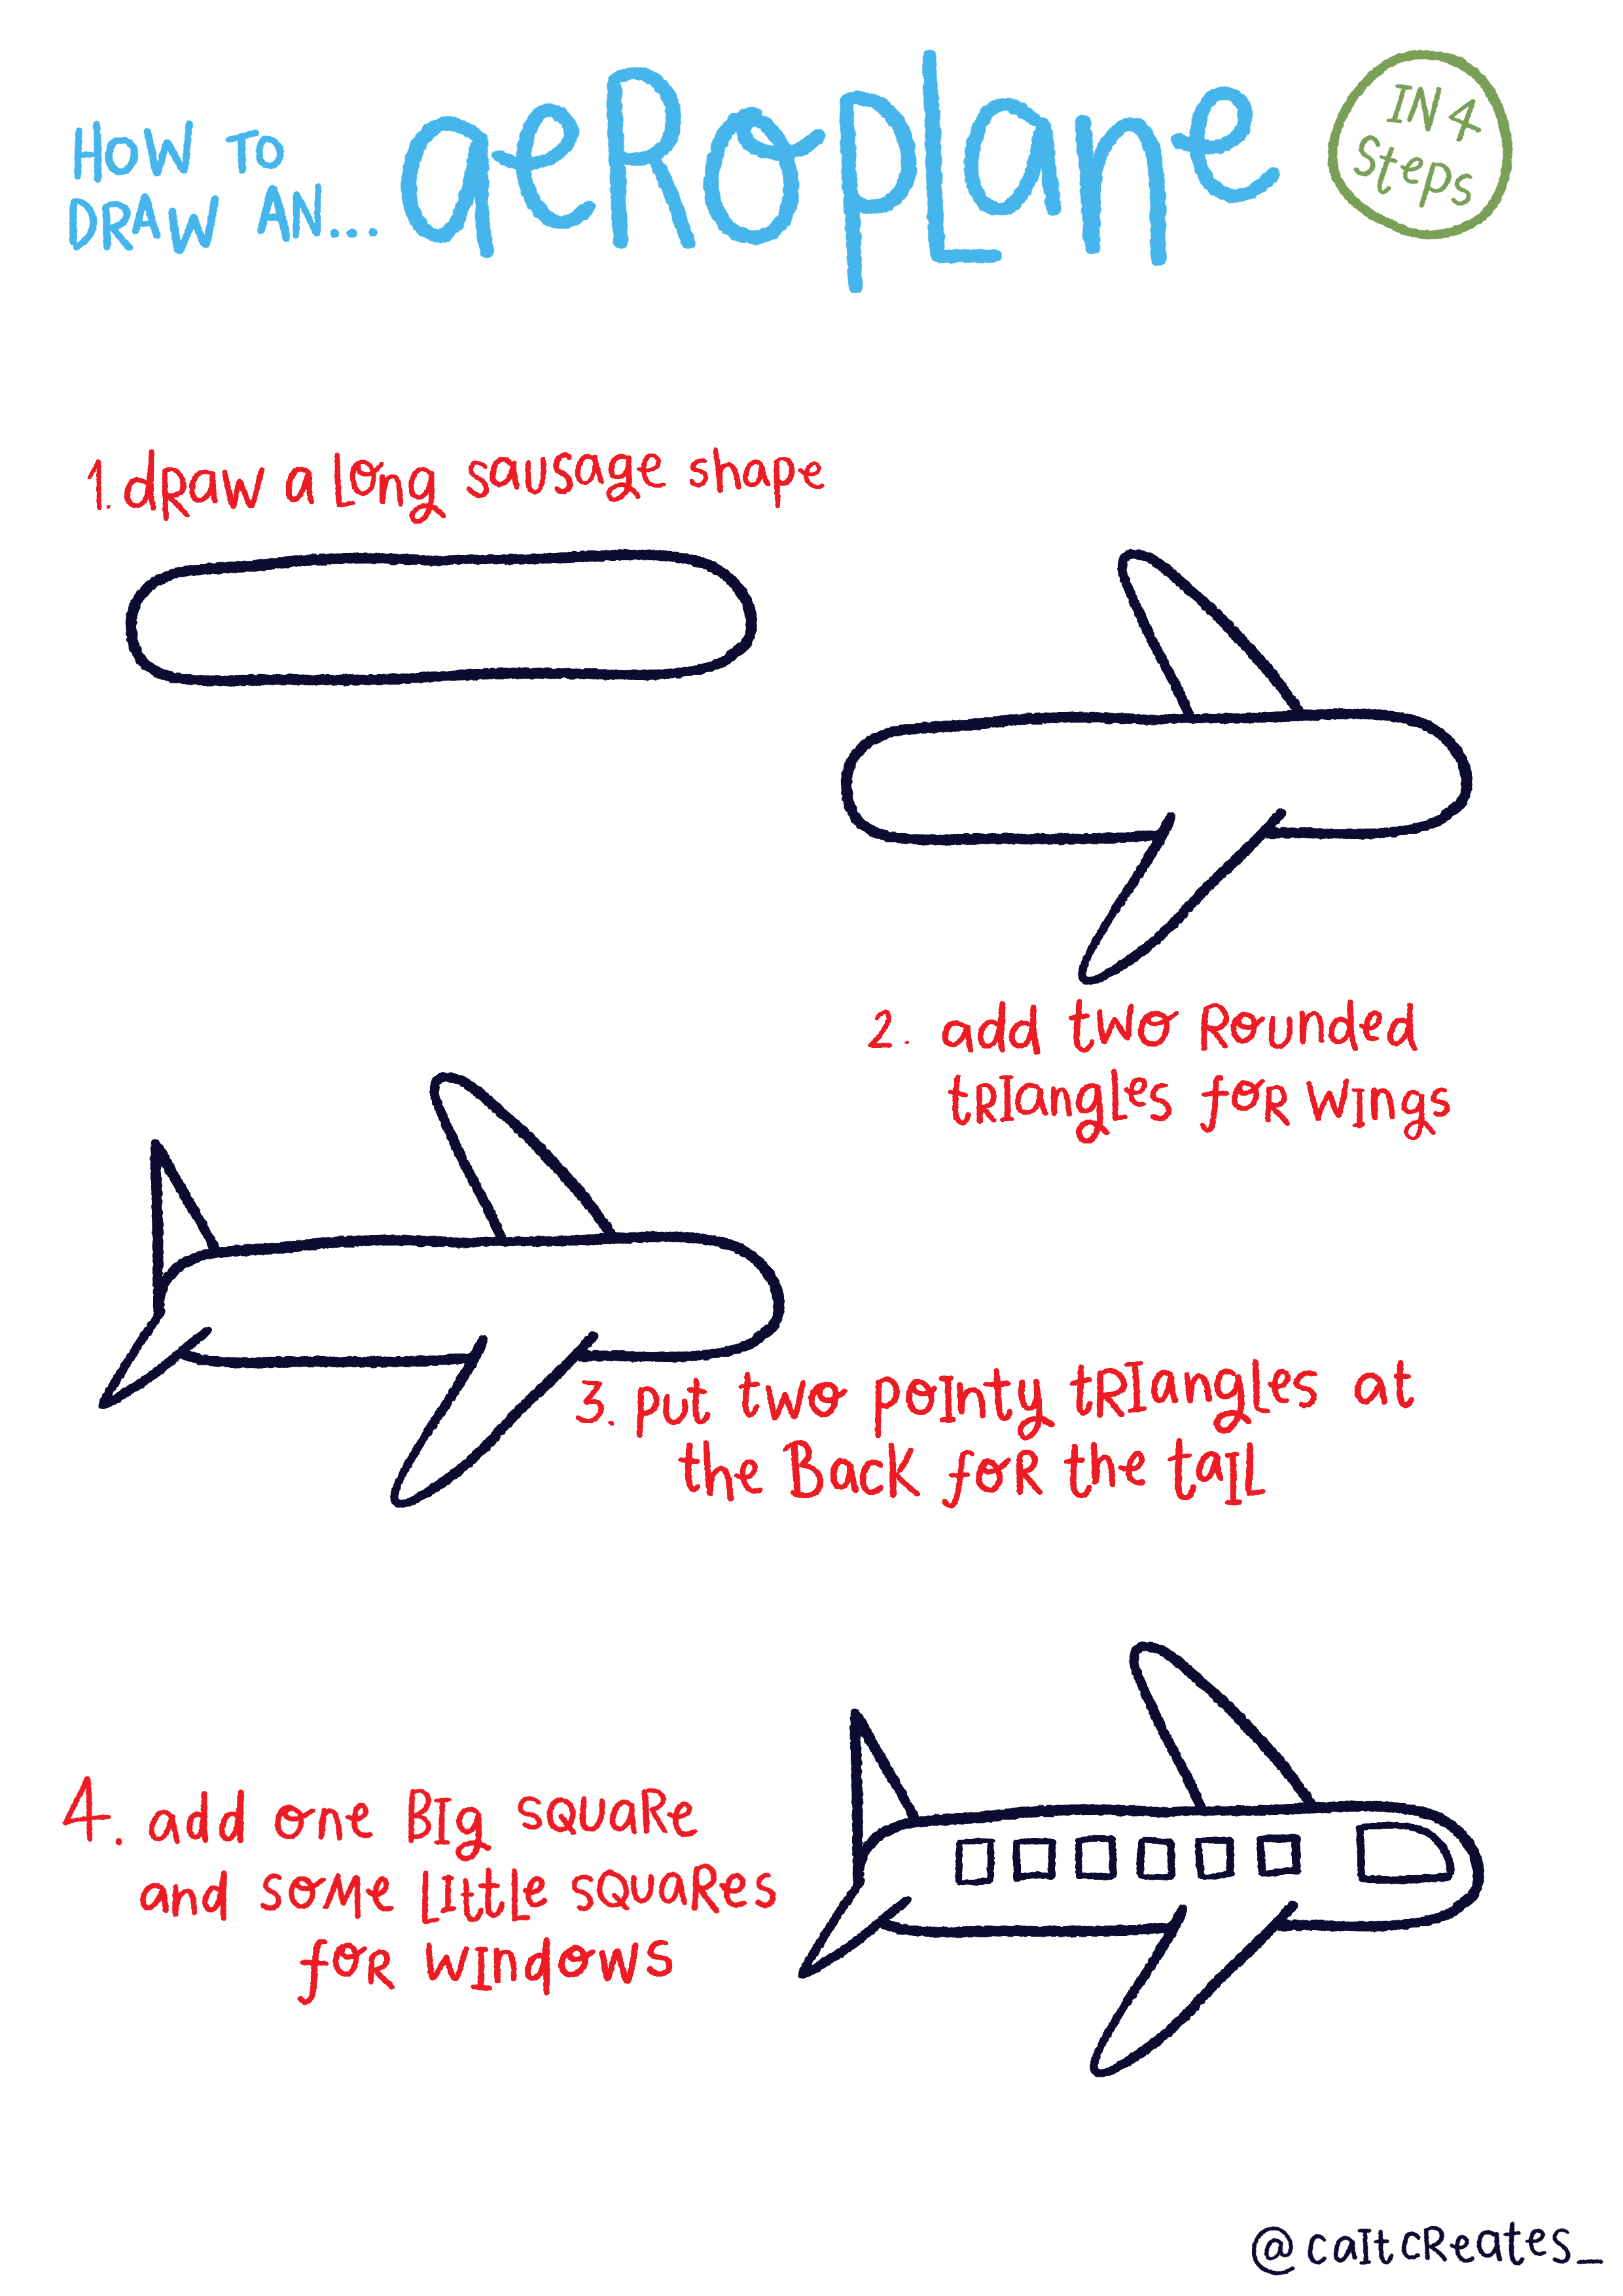 HOW TO
DRAW AN...
aeRoplane
IN 4
Steps
1. dRaw a long sausage shape
2. add two Rounded
tRIangles foR wIngs
3. put two poInty tRIangles at
the Back foR the taIL
4. add one BIg squaRe
and soMe LIttLe squaRes
foR wIndows
@caItcReates_